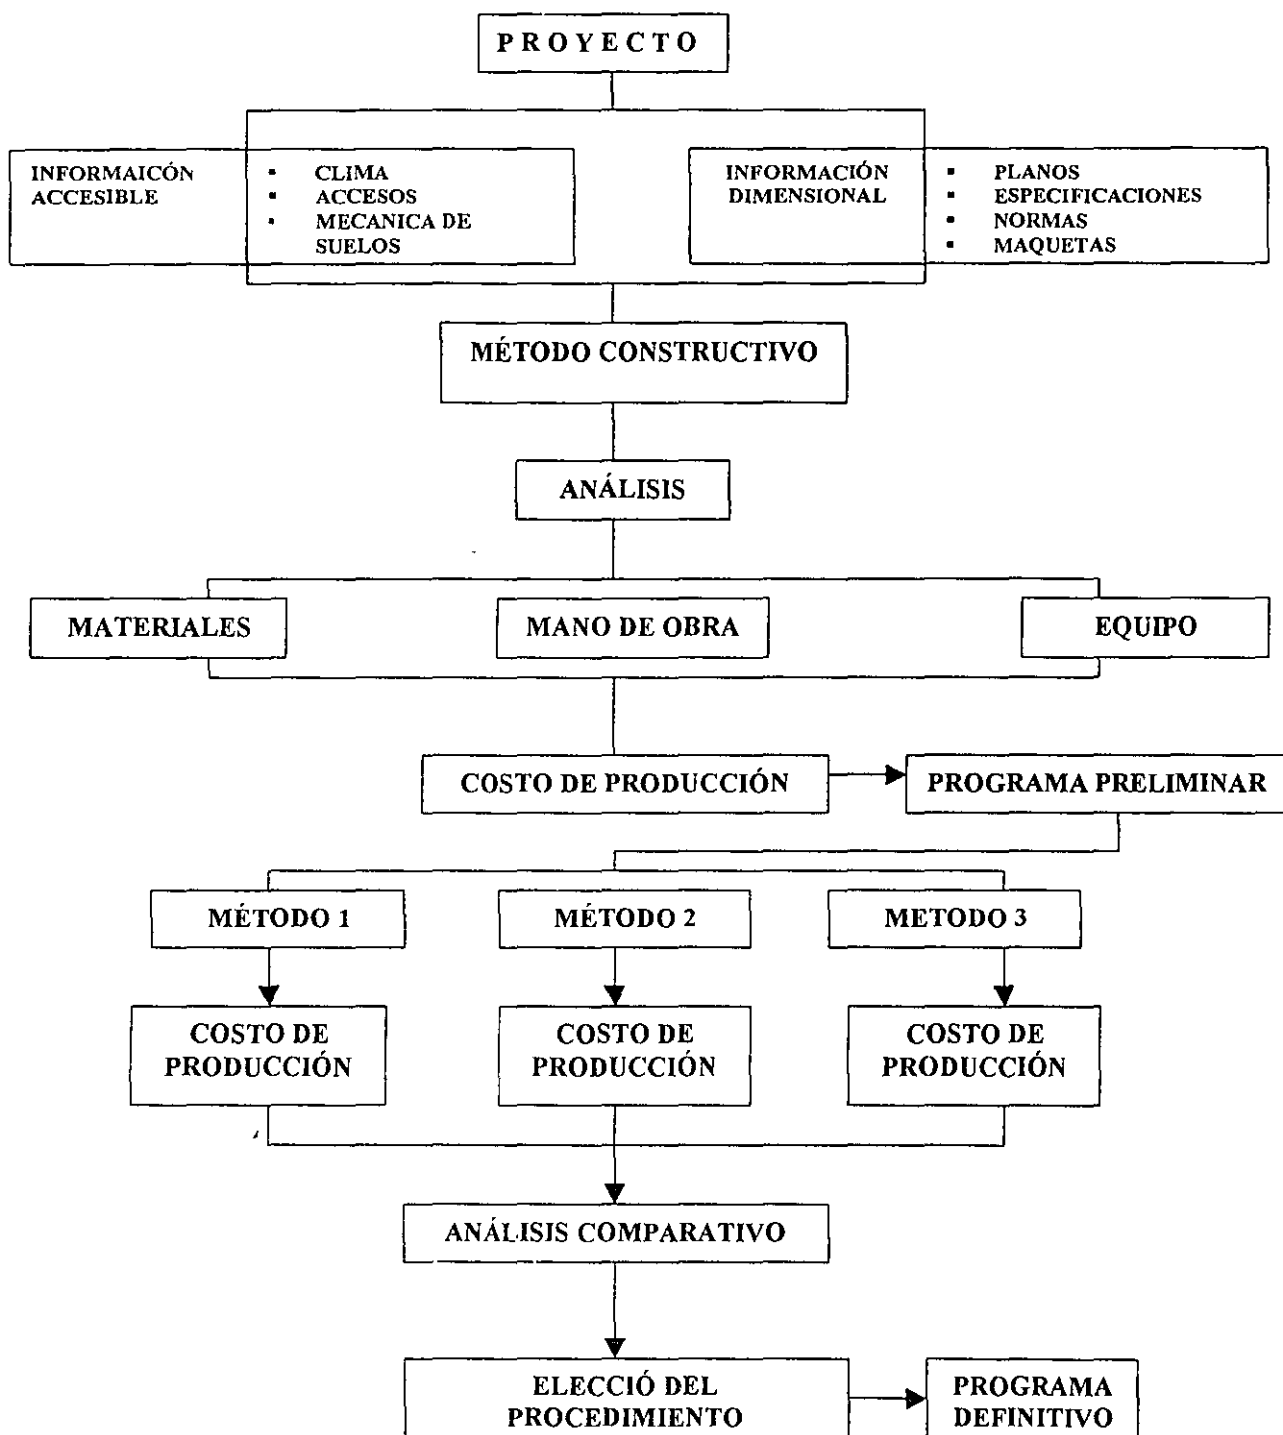 P R O Y E C T O
INFORMAICÓN
ACCESIBLE
▪ CLIMA
▪ ACCESOS
▪ MECANICA DE
SUELOS
INFORMACIÓN
DIMENSIONAL
▪ PLANOS
▪ ESPECIFICACIONES
▪ NORMAS
▪ MAQUETAS
MÉTODO CONSTRUCTIVO
ANÁLISIS
MATERIALES
MANO DE OBRA
EQUIPO
COSTO DE PRODUCCIÓN
PROGRAMA PRELIMINAR
MÉTODO 1
MÉTODO 2
METODO 3
COSTO DE
PRODUCCIÓN
COSTO DE
PRODUCCIÓN
COSTO DE
PRODUCCIÓN
ANÁLISIS COMPARATIVO
ELECCIÓ DEL
PROCEDIMIENTO
PROGRAMA
DEFINITIVO